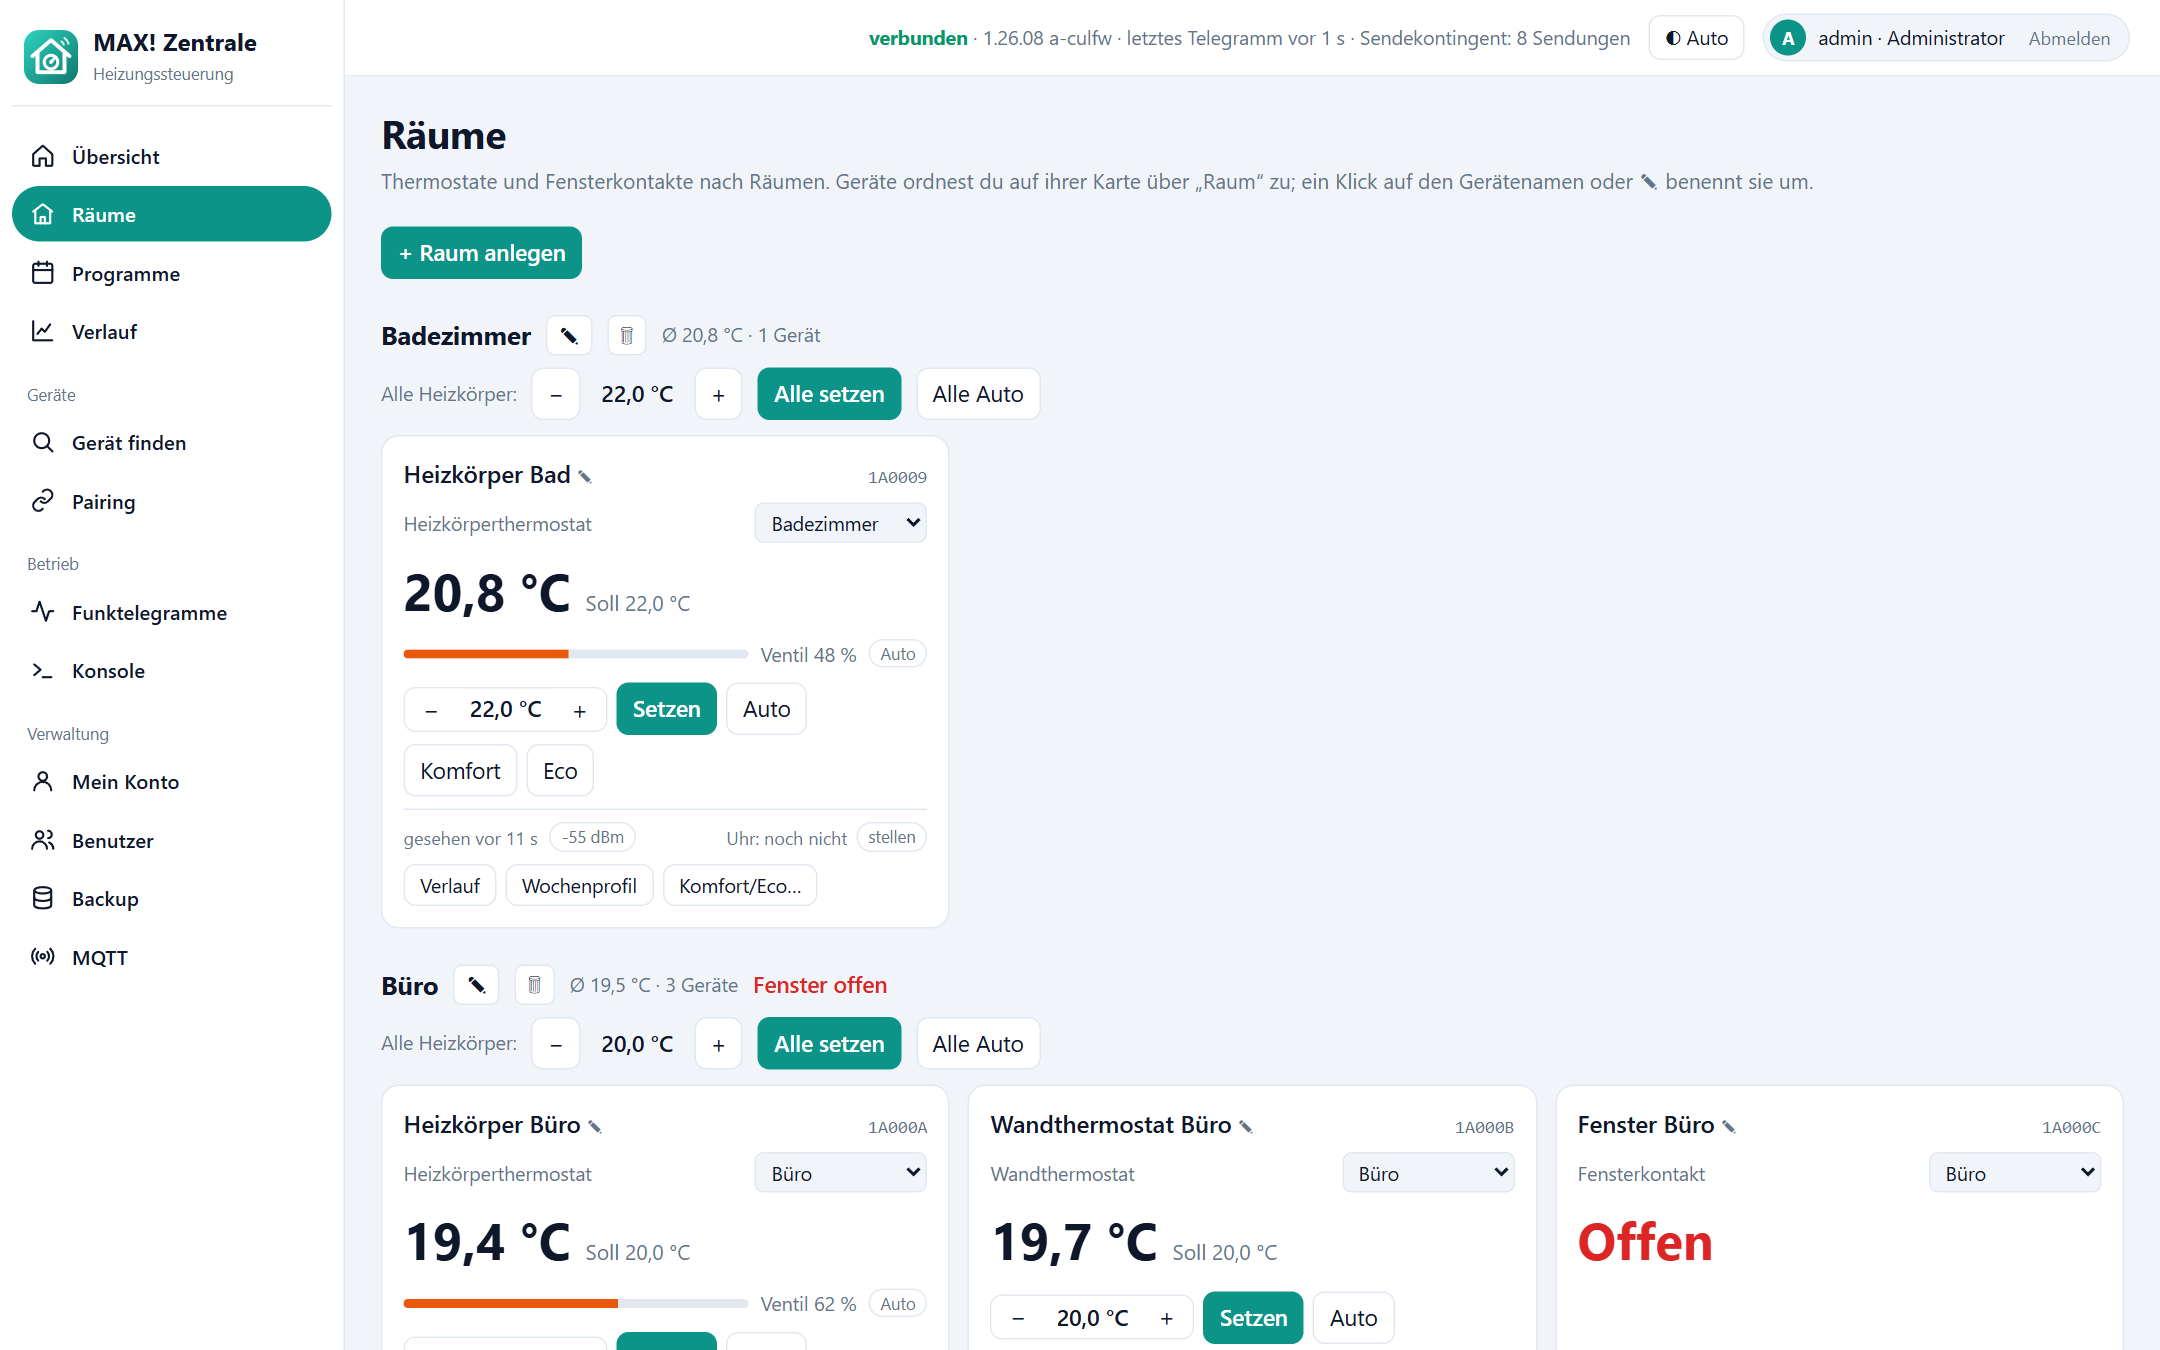 MAX! Zentrale
Heizungssteuerung
Übersicht
Räume
Programme
Verlauf
Geräte
Gerät finden
Pairing
Betrieb
Funktelegramme
Konsole
Verwaltung
Mein Konto
Benutzer
Backup
MQTT
verbunden · 1.26.08 a-culfw · letztes Telegramm vor 1 s · Sendekontingent: 8 Sendungen
Auto
A admin · Administrator Abmelden
Räume
Thermostate und Fensterkontakte nach Räumen. Geräte ordnest du auf ihrer Karte über „Raum“ zu; ein Klick auf den Gerätenamen oder ✎ benennt sie um.
+ Raum anlegen
Badezimmer Ø 20,8 °C · 1 Gerät
Alle Heizkörper: − 22,0 °C + Alle setzen Alle Auto
Heizkörper Bad 1A0009
Heizkörperthermostat Badezimmer
20,8 °C Soll 22,0 °C
Ventil 48 % Auto
− 22,0 °C + Setzen Auto
Komfort Eco
gesehen vor 11 s -55 dBm Uhr: noch nicht stellen
Verlauf Wochenprofil Komfort/Eco...
Büro Ø 19,5 °C · 3 Geräte Fenster offen
Alle Heizkörper: − 20,0 °C + Alle setzen Alle Auto
Heizkörper Büro 1A000A
Heizkörperthermostat Büro
19,4 °C Soll 20,0 °C
Ventil 62 % Auto
Wandthermostat Büro 1A000B
Wandthermostat Büro
19,7 °C Soll 20,0 °C
− 20,0 °C + Setzen Auto
Fenster Büro 1A000C
Fensterkontakt Büro
Offen